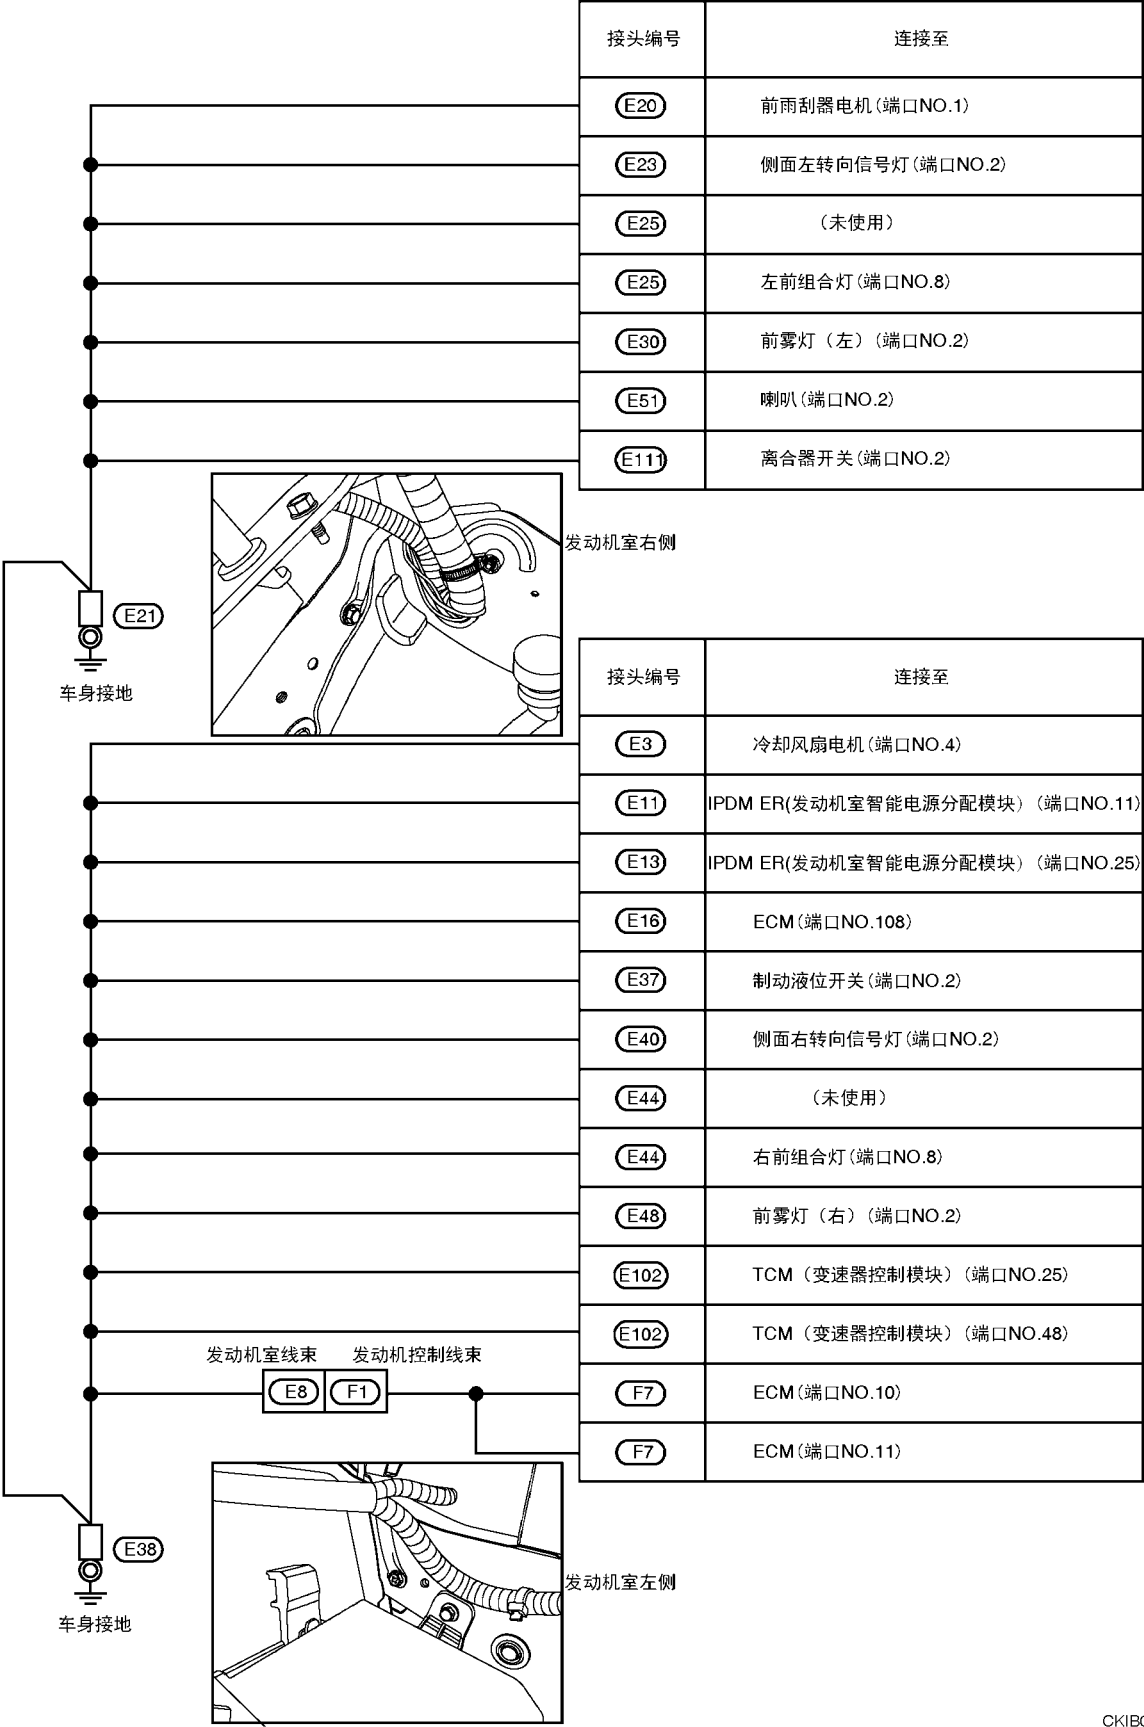 接头编号 连接至
E20 前雨刮器电机(端口NO.1)
E23 侧面左转向信号灯(端口NO.2)
E25 （未使用）
E25 左前组合灯(端口NO.8)
E30 前雾灯（左）(端口NO.2)
E51 喇叭(端口NO.2)
E111 离合器开关(端口NO.2)
发动机室右侧
E21
车身接地
接头编号 连接至
E3 冷却风扇电机(端口NO.4)
E11 IPDM ER(发动机室智能电源分配模块）（端口NO.11)
E13 IPDM ER(发动机室智能电源分配模块）（端口NO.25)
E16 ECM(端口NO.108)
E37 制动液位开关(端口NO.2)
E40 侧面右转向信号灯(端口NO.2)
E44 （未使用）
E44 右前组合灯(端口NO.8)
E48 前雾灯（右）(端口NO.2)
E102 TCM（变速器控制模块）(端口NO.25)
E102 TCM（变速器控制模块）(端口NO.48)
发动机室线束 发动机控制线束
E8 F1 F7 ECM(端口NO.10)
F7 ECM(端口NO.11)
E38
发动机室左侧
车身接地